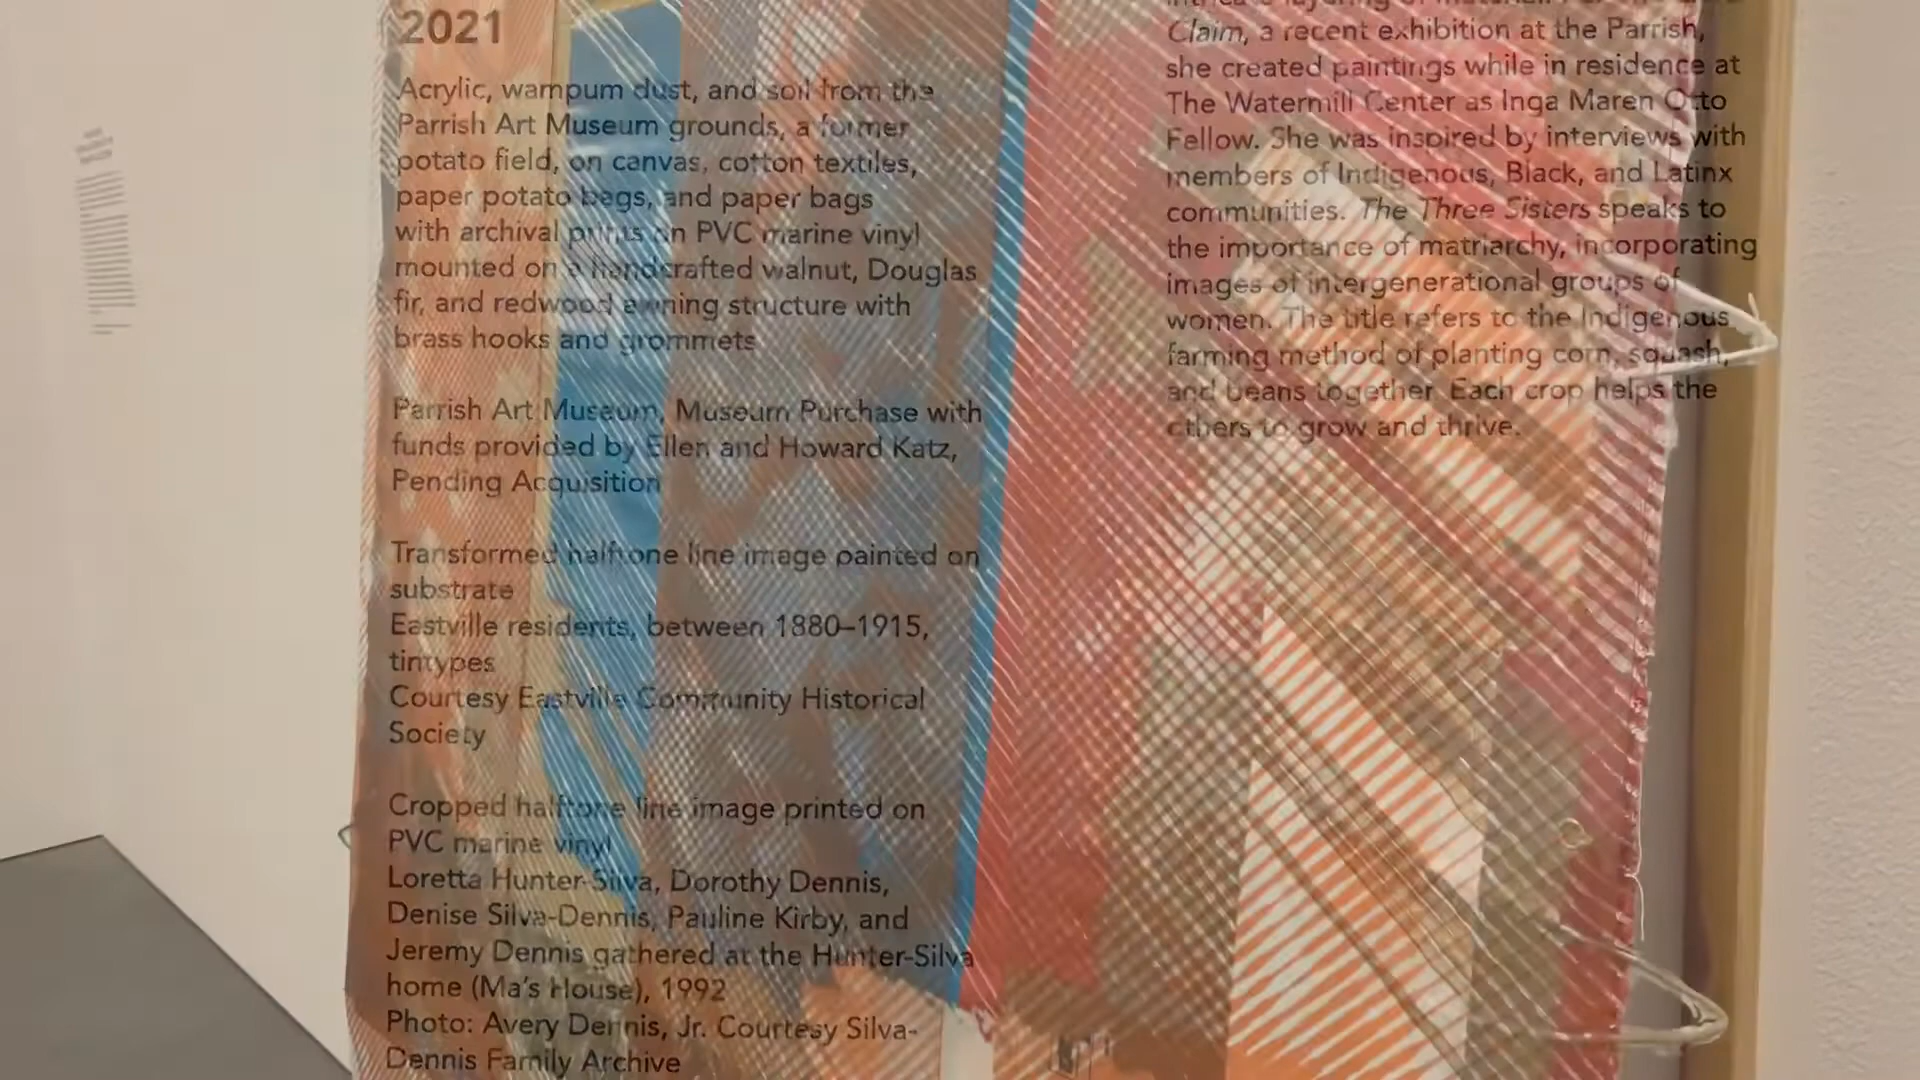 2021
Acrylic, wampum dust, and soil from the
Parrish Art Museum grounds, a former
potato field, on canvas, cotton textiles,
paper potato bags, and paper bags
with archival prints on PVC marine vinyl
mounted on a handcrafted walnut, Douglas
fir, and redwood awning structure with
brass hooks and grommets
Parrish Art Museum, Museum Purchase with
funds provided by Ellen and Howard Katz,
Pending Acquisition
Transformed halftone line image painted on
substrate
Eastville residents, between 1880–1915,
tintypes
Courtesy Eastville Community Historical
Society
Cropped halftone line image printed on
PVC marine vinyl
Loretta Hunter-Silva, Dorothy Dennis,
Denise Silva-Dennis, Pauline Kirby, and
Jeremy Dennis gathered at the Hunter-Silva
home (Ma's House), 1992
Photo: Avery Dennis, Jr. Courtesy Silva-
Dennis Family Archive
layering of
Claim, a recent exhibition at the Parrish,
she created paintings while in residence at
The Watermill Center as Inga Maren Otto
Fellow. She was inspired by interviews with
members of Indigenous, Black, and Latinx
communities. The Three Sisters speaks to
the importance of matriarchy, incorporating
images of intergenerational groups of
women. The title refers to the Indigenous
farming method of planting corn, squash,
and beans together. Each crop helps the
others to grow and thrive.